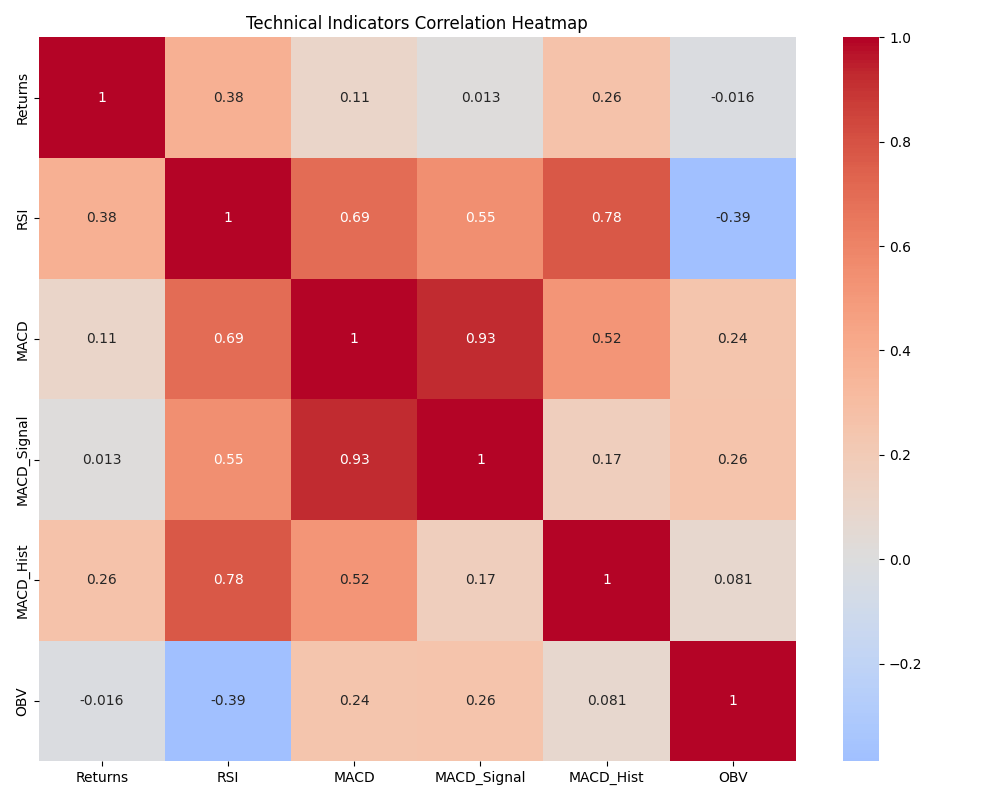 Technical Indicators Correlation Heatmap
Returns 1 0.38 0.11 0.013 0.26 -0.016
RSI 0.38 1 0.69 0.55 0.78 -0.39
MACD 0.11 0.69 1 0.93 0.52 0.24
MACD_Signal 0.013 0.55 0.93 1 0.17 0.26
MACD_Hist 0.26 0.78 0.52 0.17 1 0.081
OBV -0.016 -0.39 0.24 0.26 0.081 1
Returns RSI MACD MACD_Signal MACD_Hist OBV
1.0
0.8
0.6
0.4
0.2
0.0
−0.2